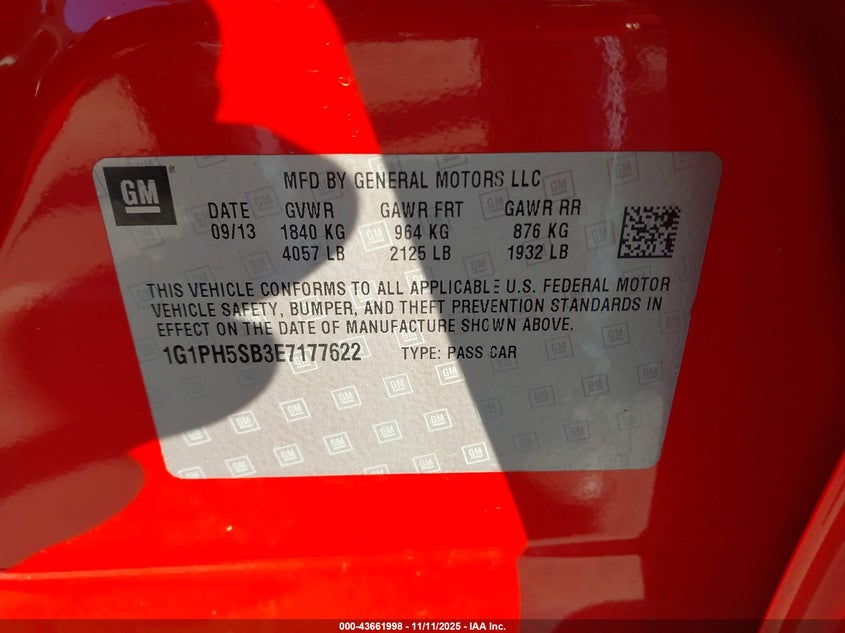 GM
MFD BY GENERAL MOTORS LLC
DATE GVWR GAWR FRT GAWR RR
09/13 1840 KG 964 KG 876 KG
4057 LB 2125 LB 1932 LB
THIS VEHICLE CONFORMS TO ALL APPLICABLE U.S. FEDERAL MOTOR
VEHICLE SAFETY, BUMPER, AND THEFT PREVENTION STANDARDS IN
EFFECT ON THE DATE OF MANUFACTURE SHOWN ABOVE.
1G1PH5SB3E7177622 TYPE: PASS CAR
000-43661998 - 11/11/2025 - IAA Inc.